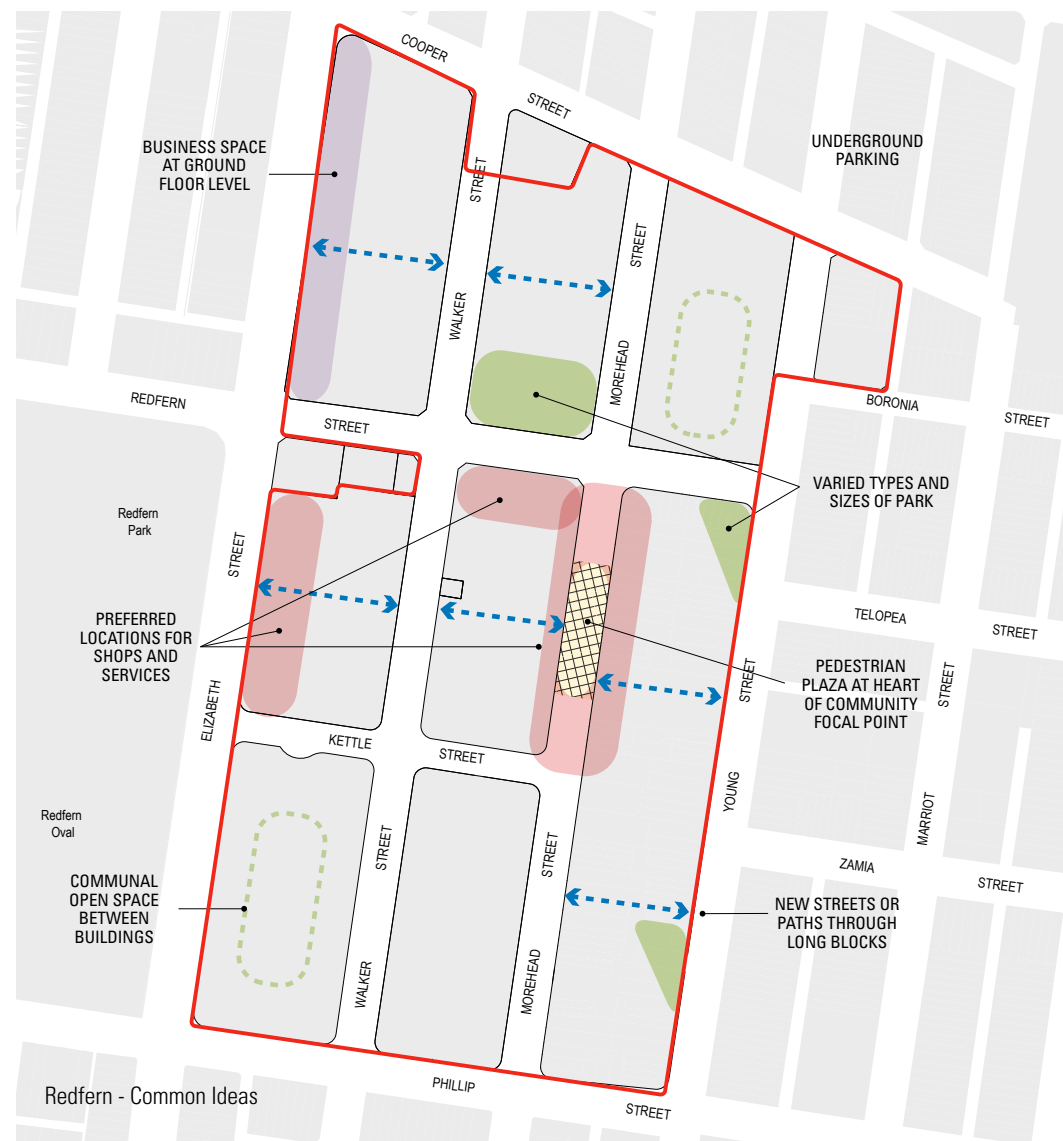 COOPER
STREET
UNDERGROUND
PARKING
BUSINESS SPACE
AT GROUND
FLOOR LEVEL
STREET
STREET
WALKER
MOREHEAD
REDFERN
STREET
BORONIA
STREET
VARIED TYPES AND
SIZES OF PARK
Redfern
Park
STREET
TELOPEA
STREET
PREFERRED
LOCATIONS FOR
SHOPS AND
SERVICES
PEDESTRIAN
PLAZA AT HEART
OF COMMUNITY
FOCAL POINT
STREET
STREET
ELIZABETH
KETTLE
STREET
YOUNG
MARRIOT
Redfern
Oval
STREET
STREET
ZAMIA
STREET
COMMUNAL
OPEN SPACE
BETWEEN
BUILDINGS
NEW STREETS OR
PATHS THROUGH
LONG BLOCKS
WALKER
MOREHEAD
PHILLIP
STREET
Redfern - Common Ideas